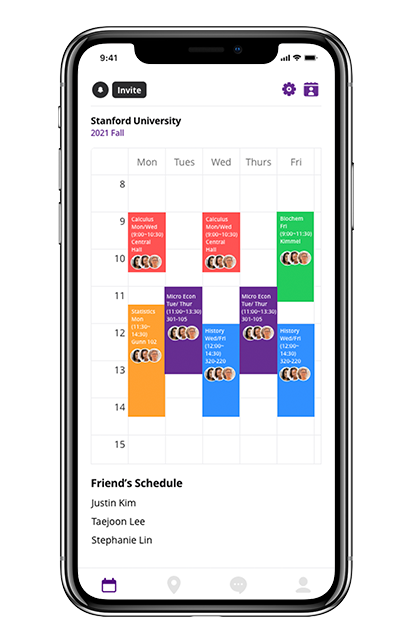 9:41
Invite
Stanford University
2021 Fall
Mon Tues Wed Thurs Fri
8
9
10
11
12
13
14
15
Calculus
Mon/Wed
(9:00~10:30)
Central
Hall
Calculus
Mon/Wed
(9:00~10:30)
Central
Hall
Biochem
Fri
(9:00~11:30)
Kimmal
Statistics
Mon
(11:30~
14:30)
Gunn 102
Micro Econ
Tue/ Thur
(11:00~13:30)
301-105
History
Wed/Fri
(12:00~
14:30)
320-220
Micro Econ
Tue/ Thur
(11:00~13:30)
301-105
History
Wed/Fri
(12:00~
14:30)
320-220
Friend's Schedule
Justin Kim
Taejoon Lee
Stephanie Lin